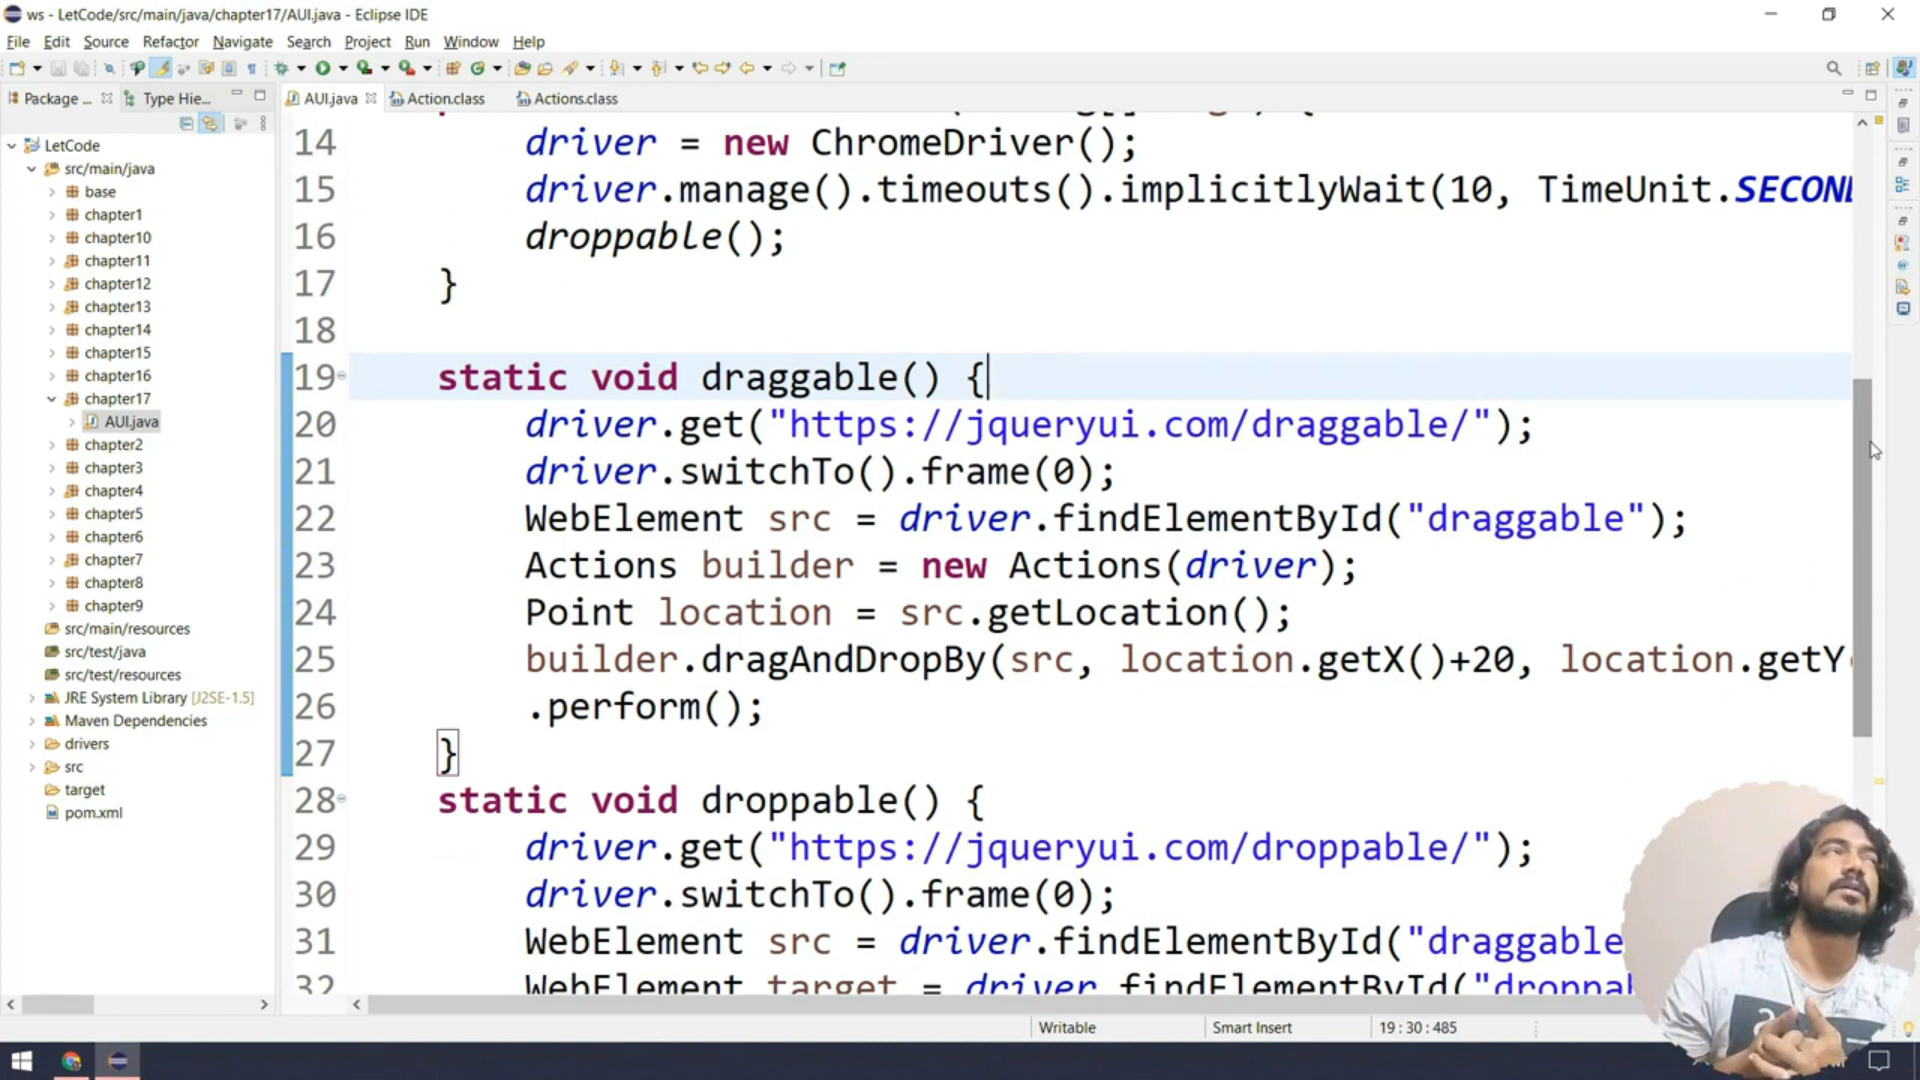 ws - LetCode/src/main/java/chapter17/AUI.java - Eclipse IDE
File Edit Source Refactor Navigate Search Project Run Window Help
Package ... Type Hie...
AUI.java Action.class Actions.class
LetCode
src/main/java
base
chapter1
chapter10
chapter11
chapter12
chapter13
chapter14
chapter15
chapter16
chapter17
AUI.java
chapter2
chapter3
chapter4
chapter5
chapter6
chapter7
chapter8
chapter9
src/main/resources
src/test/java
src/test/resources
JRE System Library [J2SE-1.5]
Maven Dependencies
drivers
src
target
pom.xml
14 driver = new ChromeDriver();
15 driver.manage().timeouts().implicitlyWait(10, TimeUnit.SECOND
16 droppable();
17 }
18
19 static void draggable() {
20 driver.get("https://jqueryui.com/draggable/");
21 driver.switchTo().frame(0);
22 WebElement src = driver.findElementById("draggable");
23 Actions builder = new Actions(driver);
24 Point location = src.getLocation();
25 builder.dragAndDropBy(src, location.getX()+20, location.getY
26 .perform();
27 }
28 static void droppable() {
29 driver.get("https://jqueryui.com/droppable/");
30 driver.switchTo().frame(0);
31 WebElement src = driver.findElementById("draggable
32 WebElement target = driver.findElementById("droppa
Writable Smart Insert 19 : 30 : 485